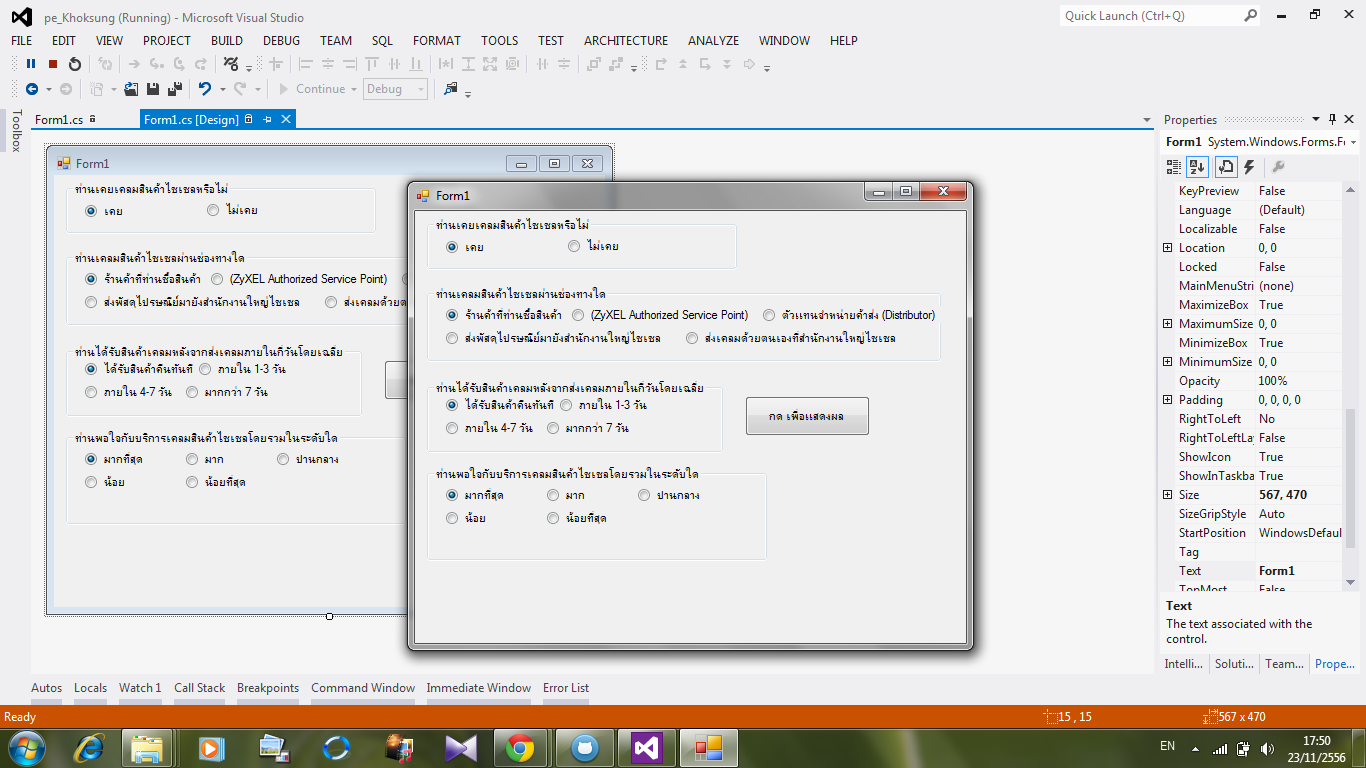 pe_Khoksung (Running) - Microsoft Visual Studio
Quick Launch (Ctrl+Q)
FILE EDIT VIEW PROJECT BUILD DEBUG TEAM SQL FORMAT TOOLS TEST ARCHITECTURE ANALYZE WINDOW HELP
Continue Debug
Toolbox
Form1.cs Form1.cs [Design]
Form1
ท่านเคยเคลมสินค้าไซเซลหรือไม่
เคย ไม่เคย
ท่านเคลมสินค้าไซเซลผ่านช่องทางใด
ร้านค้าที่ท่านซื้อสินค้า (ZyXEL Authorized Service Point)
ส่งพัสดุไปรษณีย์มายังสำนักงานใหญ่ไซเซล ส่งเคลมด้วยต
ท่านได้รับสินค้าเคลมหลังจากส่งเคลมภายในกี่วันโดยเฉลี่ย
ได้รับสินค้าคืนทันที ภายใน 1-3 วัน
ภายใน 4-7 วัน มากกว่า 7 วัน
ท่านพอใจกับบริการเคลมสินค้าไซเซลโดยรวมในระดับใด
มากที่สุด มาก ปานกลาง
น้อย น้อยที่สุด
Form1
ท่านเคยเคลมสินค้าไซเซลหรือไม่
เคย ไม่เคย
ท่านเคลมสินค้าไซเซลผ่านช่องทางใด
ร้านค้าที่ท่านซื้อสินค้า (ZyXEL Authorized Service Point) ตัวแทนจำหน่ายค้าส่ง (Distributor)
ส่งพัสดุไปรษณีย์มายังสำนักงานใหญ่ไซเซล ส่งเคลมด้วยตนเองที่สำนักงานใหญ่ไซเซล
ท่านได้รับสินค้าเคลมหลังจากส่งเคลมภายในกี่วันโดยเฉลี่ย
ได้รับสินค้าคืนทันที ภายใน 1-3 วัน
ภายใน 4-7 วัน มากกว่า 7 วัน
กด เพื่อแสดงผล
ท่านพอใจกับบริการเคลมสินค้าไซเซลโดยรวมในระดับใด
มากที่สุด มาก ปานกลาง
น้อย น้อยที่สุด
Properties
Form1 System.Windows.Forms.F
KeyPreview False
Language (Default)
Localizable False
Location 0, 0
Locked False
MainMenuStri (none)
MaximizeBox True
MaximumSize 0, 0
MinimizeBox True
MinimumSize 0, 0
Opacity 100%
Padding 0, 0, 0, 0
RightToLeft No
RightToLeftLa False
ShowIcon True
ShowInTaskba True
Size 567, 470
SizeGripStyle Auto
StartPosition WindowsDefaul
Tag
Text Form1
TopMost False
Text
The text associated with the
control.
Intelli... Soluti... Team... Prope...
Autos Locals Watch 1 Call Stack Breakpoints Command Window Immediate Window Error List
Ready 15 , 15 567 x 470
EN 17:50
23/11/2556